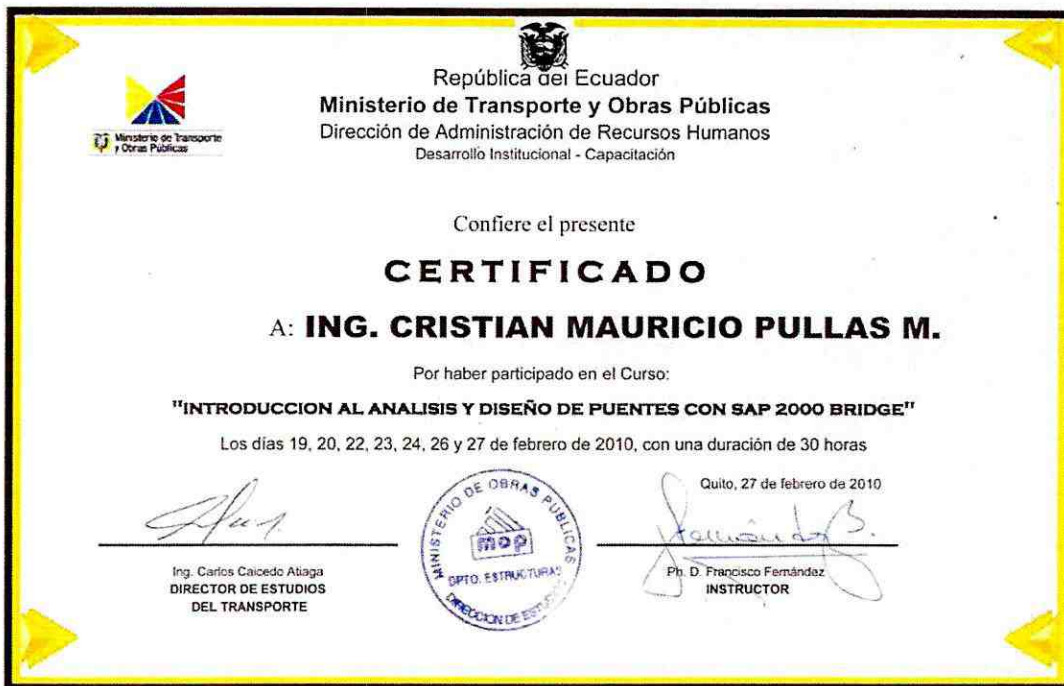 República del Ecuador
Ministerio de Transporte y Obras Públicas
Dirección de Administración de Recursos Humanos
Desarrollo Institucional - Capacitación
Ministerio de Transporte
y Obras Públicas
Confiere el presente
CERTIFICADO
A: ING. CRISTIAN MAURICIO PULLAS M.
Por haber participado en el Curso:
"INTRODUCCION AL ANALISIS Y DISEÑO DE PUENTES CON SAP 2000 BRIDGE"
Los días 19, 20, 22, 23, 24, 26 y 27 de febrero de 2010, con una duración de 30 horas
Quito, 27 de febrero de 2010
MINISTERIO DE OBRAS PUBLICAS
mop
DPTO. ESTRUCTURAS
DIRECCION DE
Ing. Carlos Caicedo Atiaga
DIRECTOR DE ESTUDIOS
DEL TRANSPORTE
Ph. D. Francisco Fernández
INSTRUCTOR